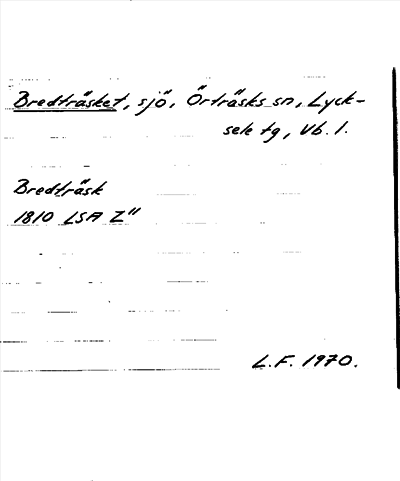 Bredträsket, sjö, Örträsks sn, Lyck-
sele tg, Vb. l.
Bredträsk
1810 LSA Z"
L.F. 1970.